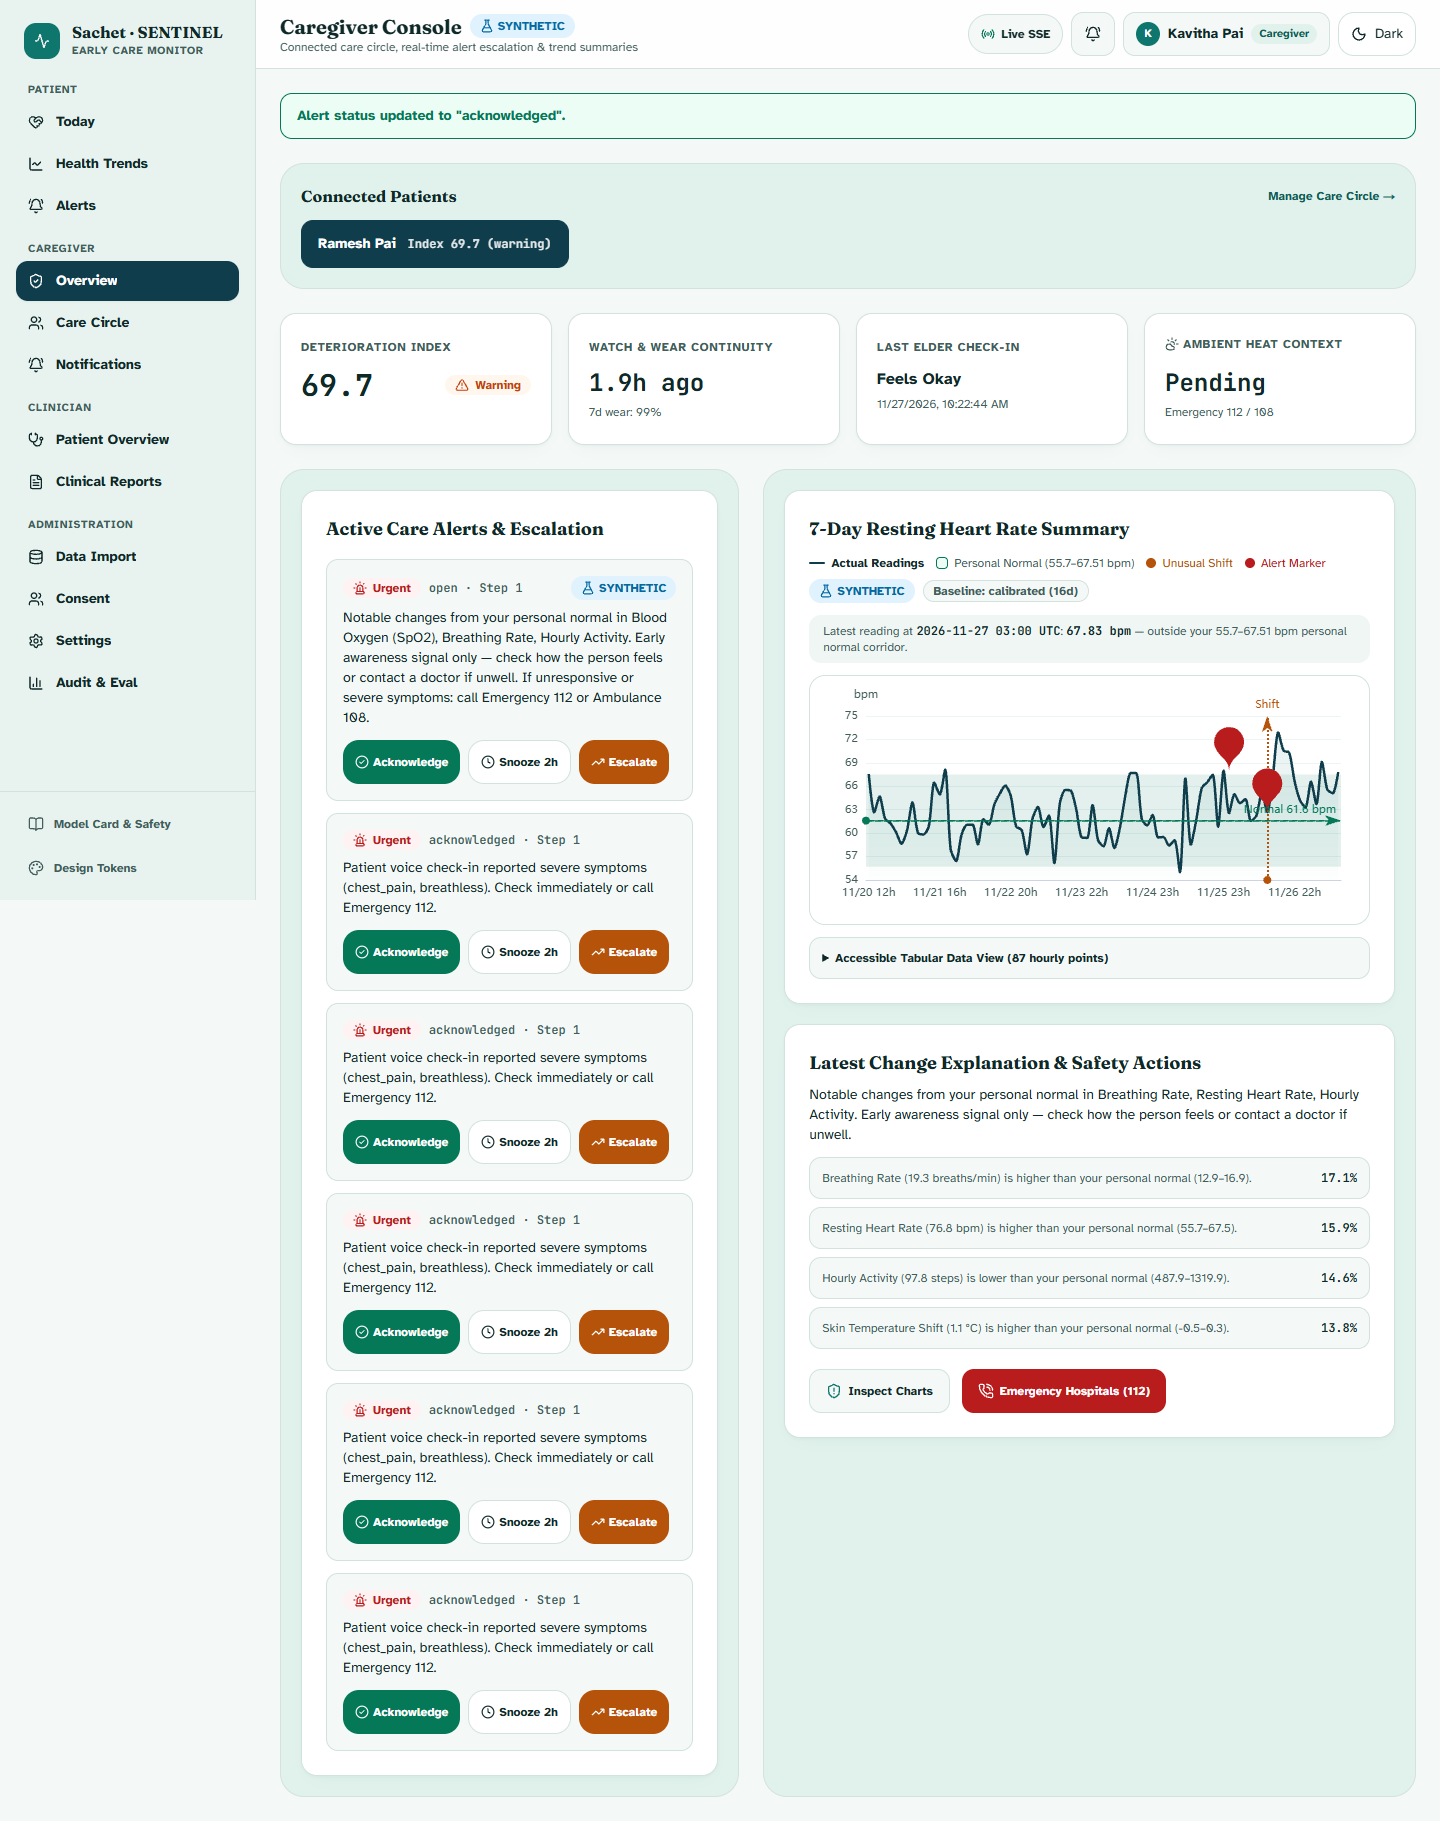 Sachet · SENTINEL
EARLY CARE MONITOR
PATIENT
Today
Health Trends
Alerts
CAREGIVER
Overview
Care Circle
Notifications
CLINICIAN
Patient Overview
Clinical Reports
ADMINISTRATION
Data Import
Consent
Settings
Audit & Eval
Model Card & Safety
Design Tokens
Caregiver Console SYNTHETIC
Connected care circle, real-time alert escalation & trend summaries
Live SSE
K Kavitha Pai Caregiver
Dark
Alert status updated to "acknowledged".
Connected Patients
Manage Care Circle →
Ramesh Pai Index 69.7 (warning)
DETERIORATION INDEX
69.7
Warning
WATCH & WEAR CONTINUITY
1.9h ago
7d wear: 99%
LAST ELDER CHECK-IN
Feels Okay
11/27/2026, 10:22:44 AM
AMBIENT HEAT CONTEXT
Pending
Emergency 112 / 108
Active Care Alerts & Escalation
Urgent open · Step 1 SYNTHETIC
Notable changes from your personal normal in Blood
Oxygen (SpO2), Breathing Rate, Hourly Activity. Early
awareness signal only — check how the person feels
or contact a doctor if unwell. If unresponsive or
severe symptoms: call Emergency 112 or Ambulance
108.
Acknowledge Snooze 2h Escalate
Urgent acknowledged · Step 1
Patient voice check-in reported severe symptoms
(chest_pain, breathless). Check immediately or call
Emergency 112.
Acknowledge Snooze 2h Escalate
Urgent acknowledged · Step 1
Patient voice check-in reported severe symptoms
(chest_pain, breathless). Check immediately or call
Emergency 112.
Acknowledge Snooze 2h Escalate
Urgent acknowledged · Step 1
Patient voice check-in reported severe symptoms
(chest_pain, breathless). Check immediately or call
Emergency 112.
Acknowledge Snooze 2h Escalate
Urgent acknowledged · Step 1
Patient voice check-in reported severe symptoms
(chest_pain, breathless). Check immediately or call
Emergency 112.
Acknowledge Snooze 2h Escalate
Urgent acknowledged · Step 1
Patient voice check-in reported severe symptoms
(chest_pain, breathless). Check immediately or call
Emergency 112.
Acknowledge Snooze 2h Escalate
7-Day Resting Heart Rate Summary
Actual Readings Personal Normal (55.7–67.51 bpm) Unusual Shift Alert Marker
SYNTHETIC Baseline: calibrated (16d)
Latest reading at 2026-11-27 03:00 UTC: 67.83 bpm — outside your 55.7–67.51 bpm personal
normal corridor.
bpm
Shift
75
72
69
66
63
60
57
54
Normal 61.6 bpm
11/20 12h 11/21 16h 11/22 20h 11/23 22h 11/24 23h 11/25 23h 11/26 22h
Accessible Tabular Data View (87 hourly points)
Latest Change Explanation & Safety Actions
Notable changes from your personal normal in Breathing Rate, Resting Heart Rate, Hourly
Activity. Early awareness signal only — check how the person feels or contact a doctor if
unwell.
Breathing Rate (19.3 breaths/min) is higher than your personal normal (12.9–16.9). 17.1%
Resting Heart Rate (76.8 bpm) is higher than your personal normal (55.7–67.5). 15.9%
Hourly Activity (97.8 steps) is lower than your personal normal (487.9–1319.9). 14.6%
Skin Temperature Shift (1.1 °C) is higher than your personal normal (-0.5–0.3). 13.8%
Inspect Charts
Emergency Hospitals (112)